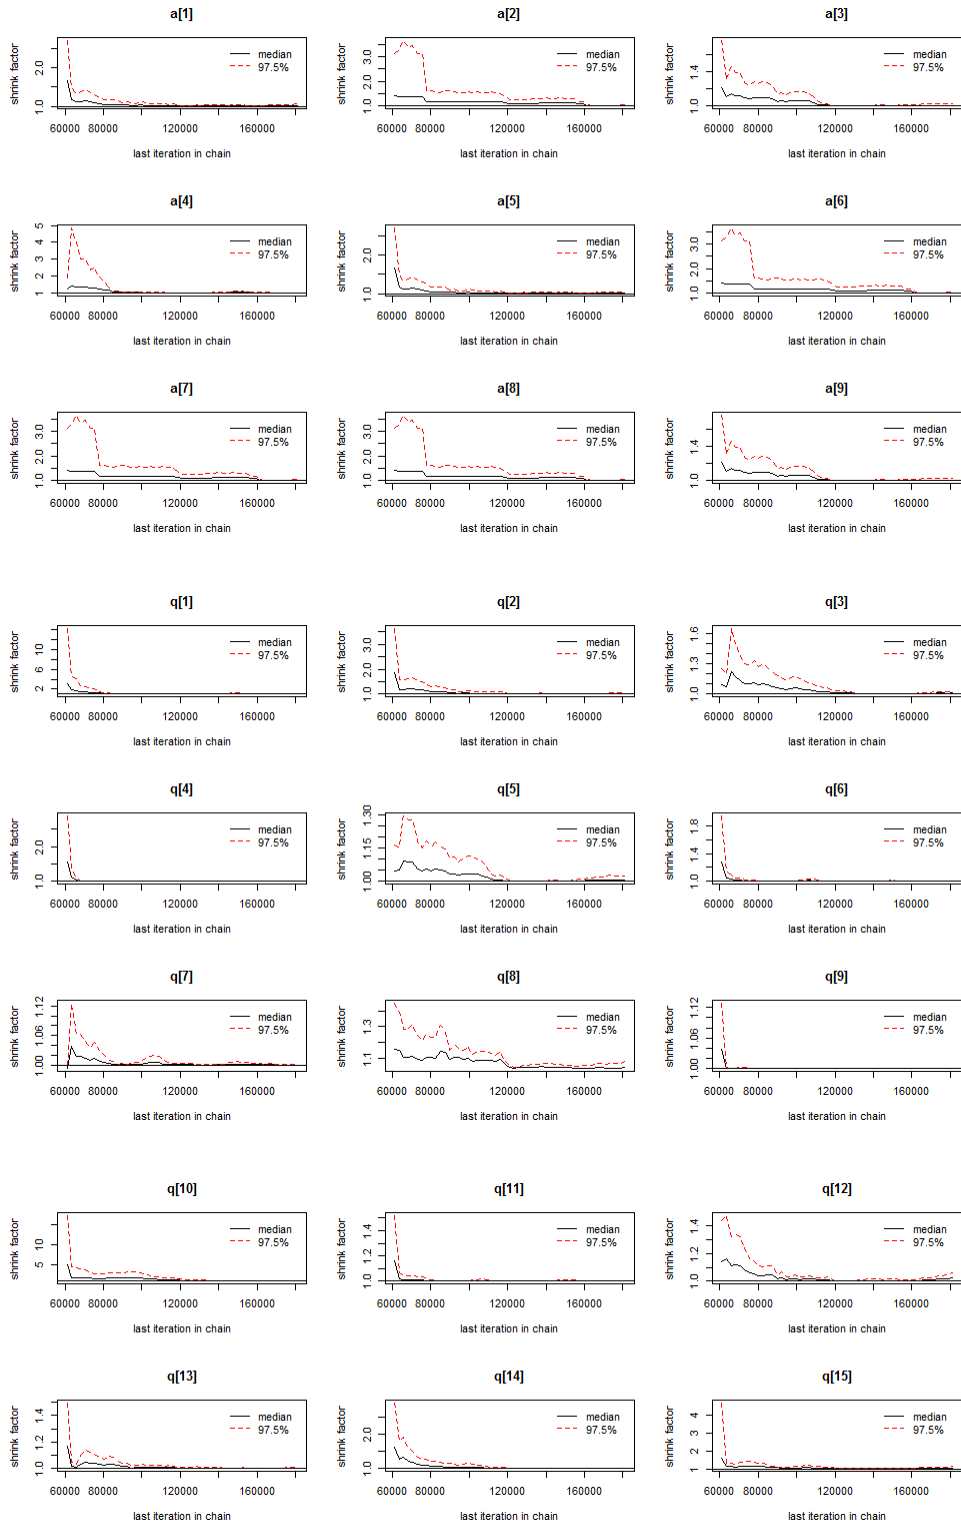 a[1]
shrink factor
1.0 2.0
median
97.5%
60000 80000 120000 160000
last iteration in chain
a[2]
shrink factor
1.0 2.0 3.0
median
97.5%
60000 80000 120000 160000
last iteration in chain
a[3]
shrink factor
1.0 1.4
median
97.5%
60000 80000 120000 160000
last iteration in chain
a[4]
shrink factor
1 2 3 4 5
median
97.5%
60000 80000 120000 160000
last iteration in chain
a[5]
shrink factor
1.0 2.0
median
97.5%
60000 80000 120000 160000
last iteration in chain
a[6]
shrink factor
1.0 2.0 3.0
median
97.5%
60000 80000 120000 160000
last iteration in chain
a[7]
shrink factor
1.0 2.0 3.0
median
97.5%
60000 80000 120000 160000
last iteration in chain
a[8]
shrink factor
1.0 2.0 3.0
median
97.5%
60000 80000 120000 160000
last iteration in chain
a[9]
shrink factor
1.0 1.4
median
97.5%
60000 80000 120000 160000
last iteration in chain
q[1]
shrink factor
2 6 10
median
97.5%
60000 80000 120000 160000
last iteration in chain
q[2]
shrink factor
1.0 2.0 3.0
median
97.5%
60000 80000 120000 160000
last iteration in chain
q[3]
shrink factor
1.0 1.3 1.6
median
97.5%
60000 80000 120000 160000
last iteration in chain
q[4]
shrink factor
1.0 2.0
median
97.5%
60000 80000 120000 160000
last iteration in chain
q[5]
shrink factor
1.00 1.15 1.30
median
97.5%
60000 80000 120000 160000
last iteration in chain
q[6]
shrink factor
1.0 1.4 1.8
median
97.5%
60000 80000 120000 160000
last iteration in chain
q[7]
shrink factor
1.00 1.06 1.12
median
97.5%
60000 80000 120000 160000
last iteration in chain
q[8]
shrink factor
1.1 1.3
median
97.5%
60000 80000 120000 160000
last iteration in chain
q[9]
shrink factor
1.00 1.06 1.12
median
97.5%
60000 80000 120000 160000
last iteration in chain
q[10]
shrink factor
5 10
median
97.5%
60000 80000 120000 160000
last iteration in chain
q[11]
shrink factor
1.0 1.2 1.4
median
97.5%
60000 80000 120000 160000
last iteration in chain
q[12]
shrink factor
1.0 1.2 1.4
median
97.5%
60000 80000 120000 160000
last iteration in chain
q[13]
shrink factor
1.0 1.2 1.4
median
97.5%
60000 80000 120000 160000
last iteration in chain
q[14]
shrink factor
1.0 2.0
median
97.5%
60000 80000 120000 160000
last iteration in chain
q[15]
shrink factor
1 2 4
median
97.5%
60000 80000 120000 160000
last iteration in chain